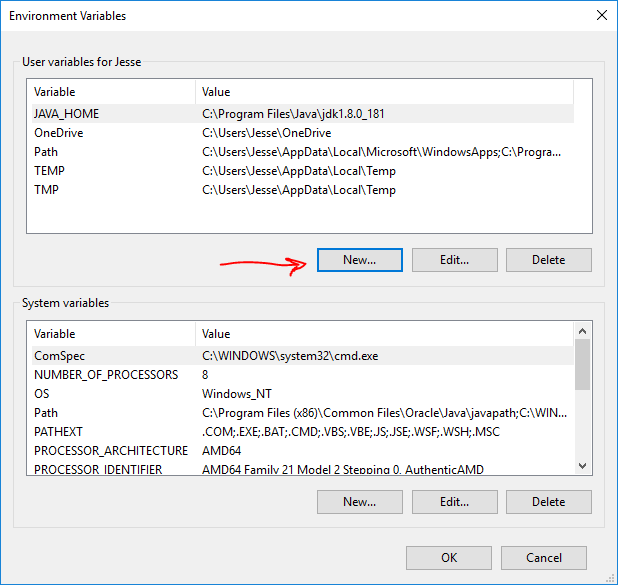 Environment Variables
User variables for Jesse
Variable Value
JAVA_HOME C:\Program Files\Java\jdk1.8.0_181
OneDrive C:\Users\Jesse\OneDrive
Path C:\Users\Jesse\AppData\Local\Microsoft\WindowsApps;C:\Progra...
TEMP C:\Users\Jesse\AppData\Local\Temp
TMP C:\Users\Jesse\AppData\Local\Temp
New... Edit... Delete
System variables
Variable Value
ComSpec C:\WINDOWS\system32\cmd.exe
NUMBER_OF_PROCESSORS 8
OS Windows_NT
Path C:\Program Files (x86)\Common Files\Oracle\Java\javapath;C:\WIN...
PATHEXT .COM;.EXE;.BAT;.CMD;.VBS;.VBE;.JS;.JSE;.WSF;.WSH;.MSC
PROCESSOR_ARCHITECTURE AMD64
PROCESSOR_IDENTIFIER AMD64 Family 21 Model 2 Stepping 0, AuthenticAMD
New... Edit... Delete
OK Cancel